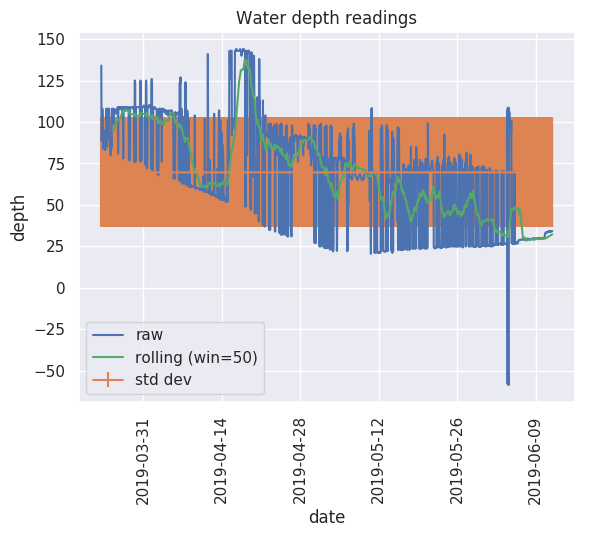 Water depth readings
150
125
100
75
50
25
0
−25
−50
depth
raw
rolling (win=50)
std dev
2019-03-31
2019-04-14
2019-04-28
2019-05-12
2019-05-26
2019-06-09
date